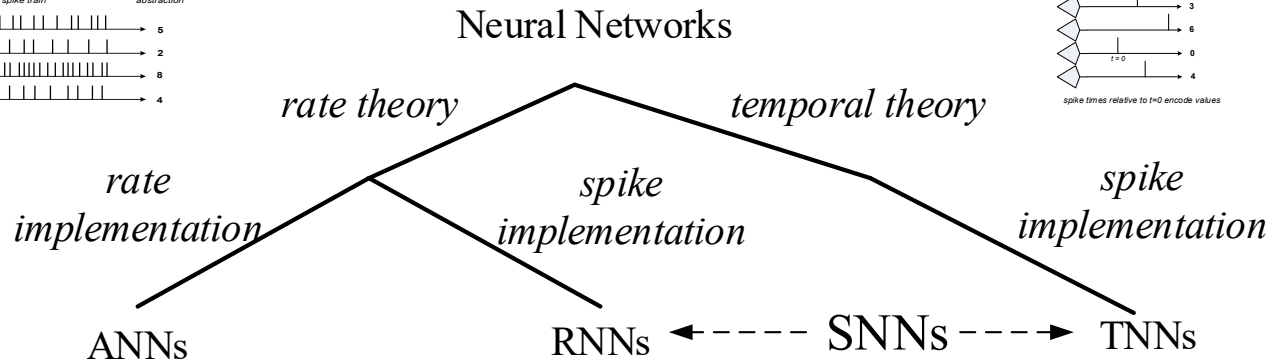 spike train
abstraction
5
2
8
4
Neural Networks
3
6
0
t = 0
4
spike times relative to t=0 encode values
rate theory
temporal theory
rate
implementation
spike
implementation
spike
implementation
ANNs
RNNs
SNNs
TNNs